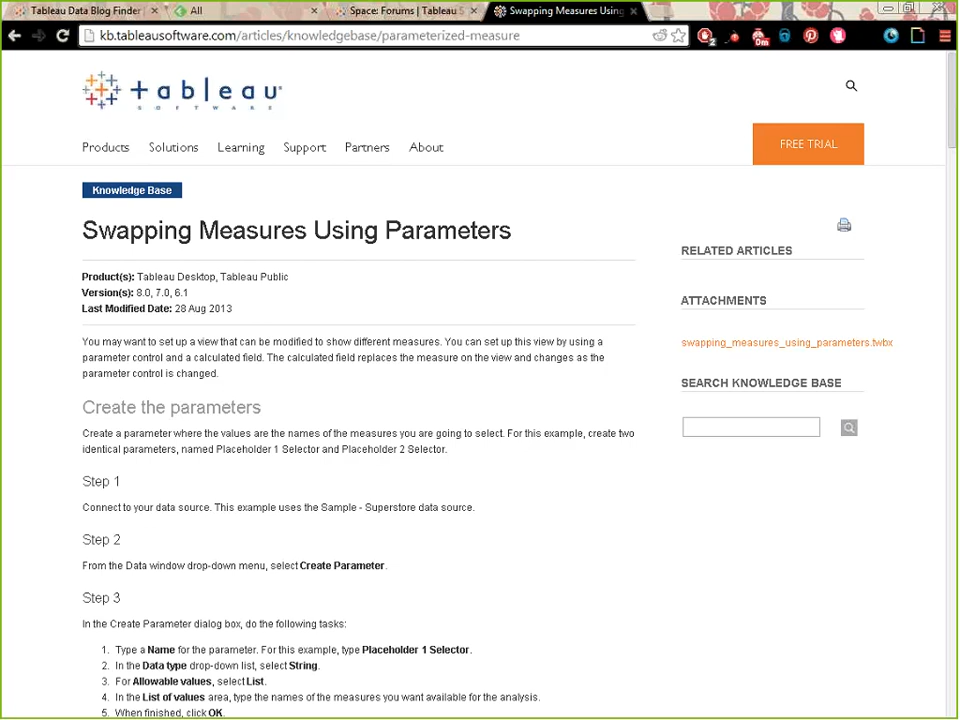 Tableau Data Blog Finder
All
Space: Forums | Tableau S
Swapping Measures Using
kb.tableausoftware.com/articles/knowledgebase/parameterized-measure
2
0m
tableau
SOFTWARE
Products
Solutions
Learning
Support
Partners
About
FREE TRIAL
Knowledge Base
Swapping Measures Using Parameters
Product(s): Tableau Desktop, Tableau Public
Version(s): 8.0, 7.0, 6.1
Last Modified Date: 28 Aug 2013
You may want to set up a view that can be modified to show different measures. You can set up this view by using a
parameter control and a calculated field. The calculated field replaces the measure on the view and changes as the
parameter control is changed.
Create the parameters
Create a parameter where the values are the names of the measures you are going to select. For this example, create two
identical parameters, named Placeholder 1 Selector and Placeholder 2 Selector.
Step 1
Connect to your data source. This example uses the Sample - Superstore data source.
Step 2
From the Data window drop-down menu, select Create Parameter.
Step 3
In the Create Parameter dialog box, do the following tasks:
1. Type a Name for the parameter. For this example, type Placeholder 1 Selector.
2. In the Data type drop-down list, select String.
3. For Allowable values, select List.
4. In the List of values area, type the names of the measures you want available for the analysis.
5. When finished, click OK.
RELATED ARTICLES
ATTACHMENTS
swapping_measures_using_parameters.twbx
SEARCH KNOWLEDGE BASE